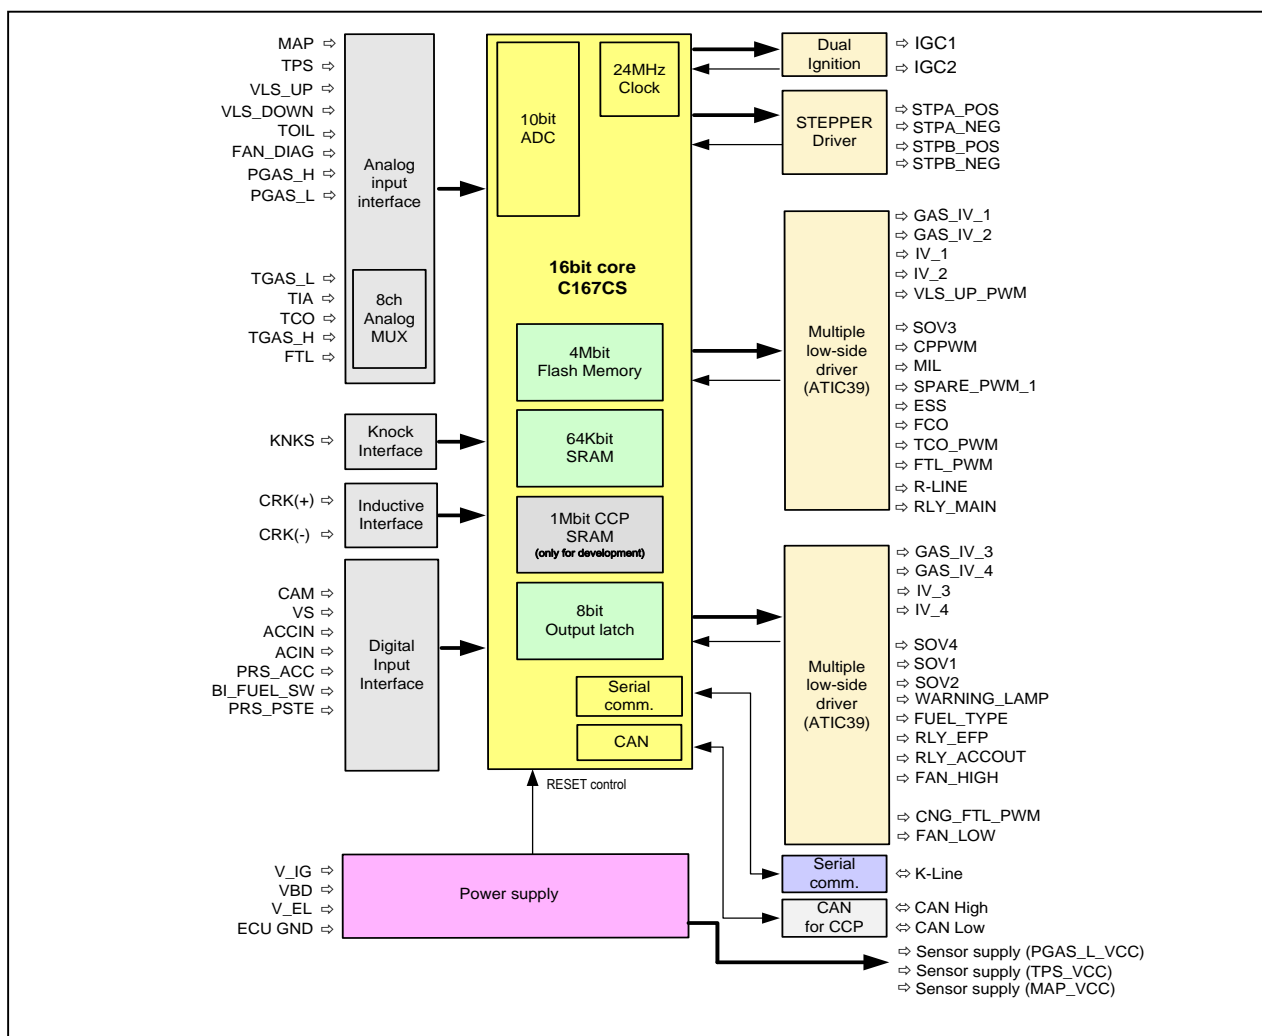 MAP ⇨
TPS ⇨
VLS_UP ⇨
VLS_DOWN ⇨
TOIL ⇨
FAN_DIAG ⇨
PGAS_H ⇨
PGAS_L ⇨
Analog
input
interface
TGAS_L ⇨
TIA ⇨
TCO ⇨
TGAS_H ⇨
FTL ⇨
8ch
Analog
MUX
KNKS ⇨
Knock
Interface
CRK(+) ⇨
CRK(-) ⇨
Inductive
Interface
CAM ⇨
VS ⇨
ACCIN ⇨
ACIN ⇨
PRS_ACC ⇨
BI_FUEL_SW ⇨
PRS_PSTE ⇨
Digital
Input
Interface
V_IG ⇨
VBD ⇨
V_EL ⇨
ECU GND ⇨
Power supply
RESET control
10bit
ADC
24MHz
Clock
16bit core
C167CS
4Mbit
Flash Memory
64Kbit
SRAM
1Mbit CCP
SRAM
(only for development)
8bit
Output latch
Serial
comm.
CAN
Dual
Ignition
⇨ IGC1
⇨ IGC2
STEPPER
Driver
⇨ STPA_POS
⇨ STPA_NEG
⇨ STPB_POS
⇨ STPB_NEG
Multiple
low-side
driver
(ATIC39)
⇨ GAS_IV_1
⇨ GAS_IV_2
⇨ IV_1
⇨ IV_2
⇨ VLS_UP_PWM
⇨ SOV3
⇨ CPPWM
⇨ MIL
⇨ SPARE_PWM_1
⇨ ESS
⇨ FCO
⇨ TCO_PWM
⇨ FTL_PWM
⇨ R-LINE
⇨ RLY_MAIN
Multiple
low-side
driver
(ATIC39)
⇨ GAS_IV_3
⇨ GAS_IV_4
⇨ IV_3
⇨ IV_4
⇨ SOV4
⇨ SOV1
⇨ SOV2
⇨ WARNING_LAMP
⇨ FUEL_TYPE
⇨ RLY_EFP
⇨ RLY_ACCOUT
⇨ FAN_HIGH
⇨ CNG_FTL_PWM
⇨ FAN_LOW
Serial
comm.
⬄ K-Line
CAN
for CCP
⬄ CAN High
⬄ CAN Low
⇨ Sensor supply (PGAS_L_VCC)
⇨ Sensor supply (TPS_VCC)
⇨ Sensor supply (MAP_VCC)